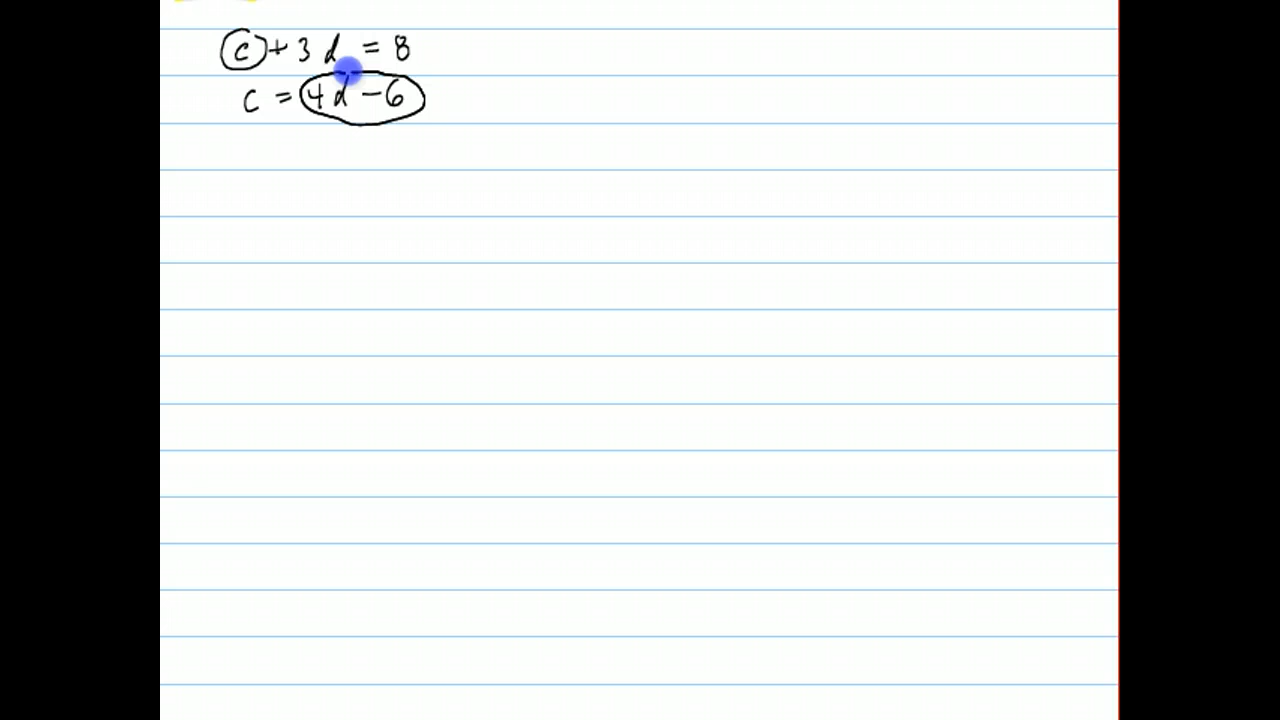 c + 3d = 8
c = 4d - 6